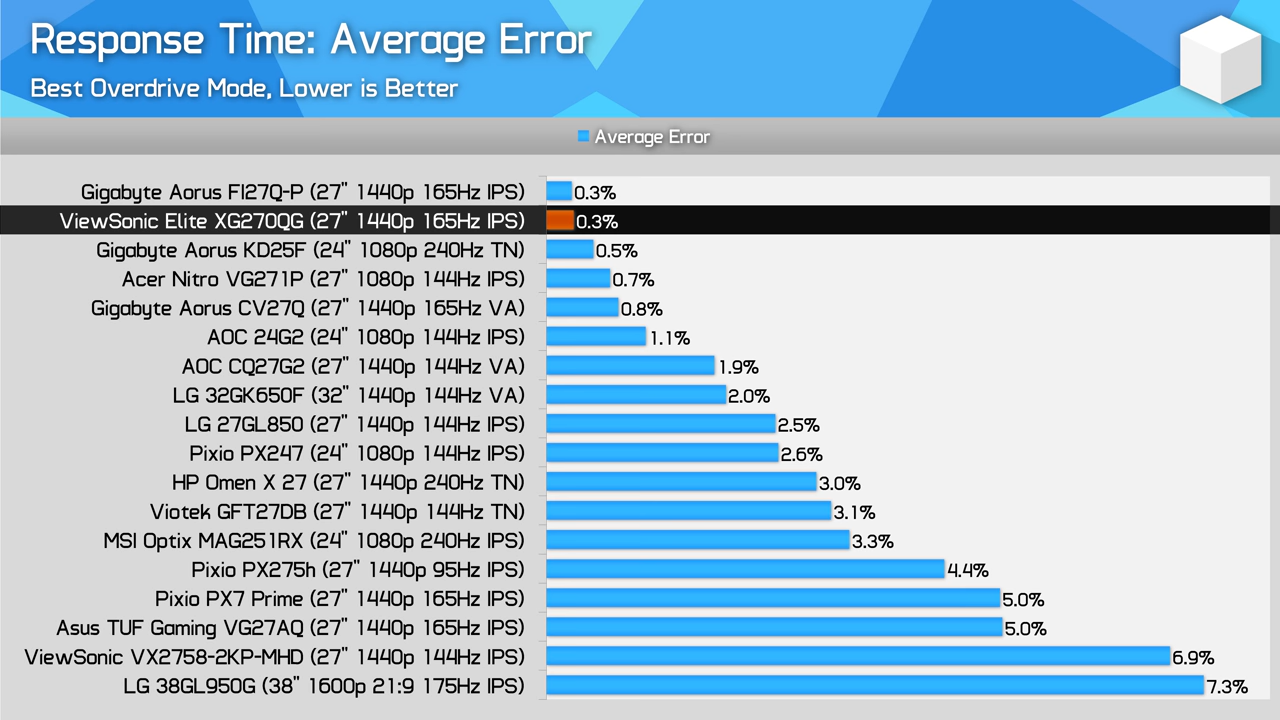 Response Time: Average Error
Best Overdrive Mode, Lower is Better
Average Error
Gigabyte Aorus FI27Q-P (27" 1440p 165Hz IPS) 0.3%
ViewSonic Elite XG270QG (27" 1440p 165Hz IPS) 0.3%
Gigabyte Aorus KD25F (24" 1080p 240Hz TN) 0.5%
Acer Nitro VG271P (27" 1080p 144Hz IPS) 0.7%
Gigabyte Aorus CV27Q (27" 1440p 165Hz VA) 0.8%
AOC 24G2 (24" 1080p 144Hz IPS) 1.1%
AOC CQ27G2 (27" 1440p 144Hz VA) 1.9%
LG 32GK650F (32" 1440p 144Hz VA) 2.0%
LG 27GL850 (27" 1440p 144Hz IPS) 2.5%
Pixio PX247 (24" 1080p 144Hz IPS) 2.6%
HP Omen X 27 (27" 1440p 240Hz TN) 3.0%
Viotek GFT27DB (27" 1440p 144Hz TN) 3.1%
MSI Optix MAG251RX (24" 1080p 240Hz IPS) 3.3%
Pixio PX275h (27" 1440p 95Hz IPS) 4.4%
Pixio PX7 Prime (27" 1440p 165Hz IPS) 5.0%
Asus TUF Gaming VG27AQ (27" 1440p 165Hz IPS) 5.0%
ViewSonic VX2758-2KP-MHD (27" 1440p 144Hz IPS) 6.9%
LG 38GL950G (38" 1600p 21:9 175Hz IPS) 7.3%